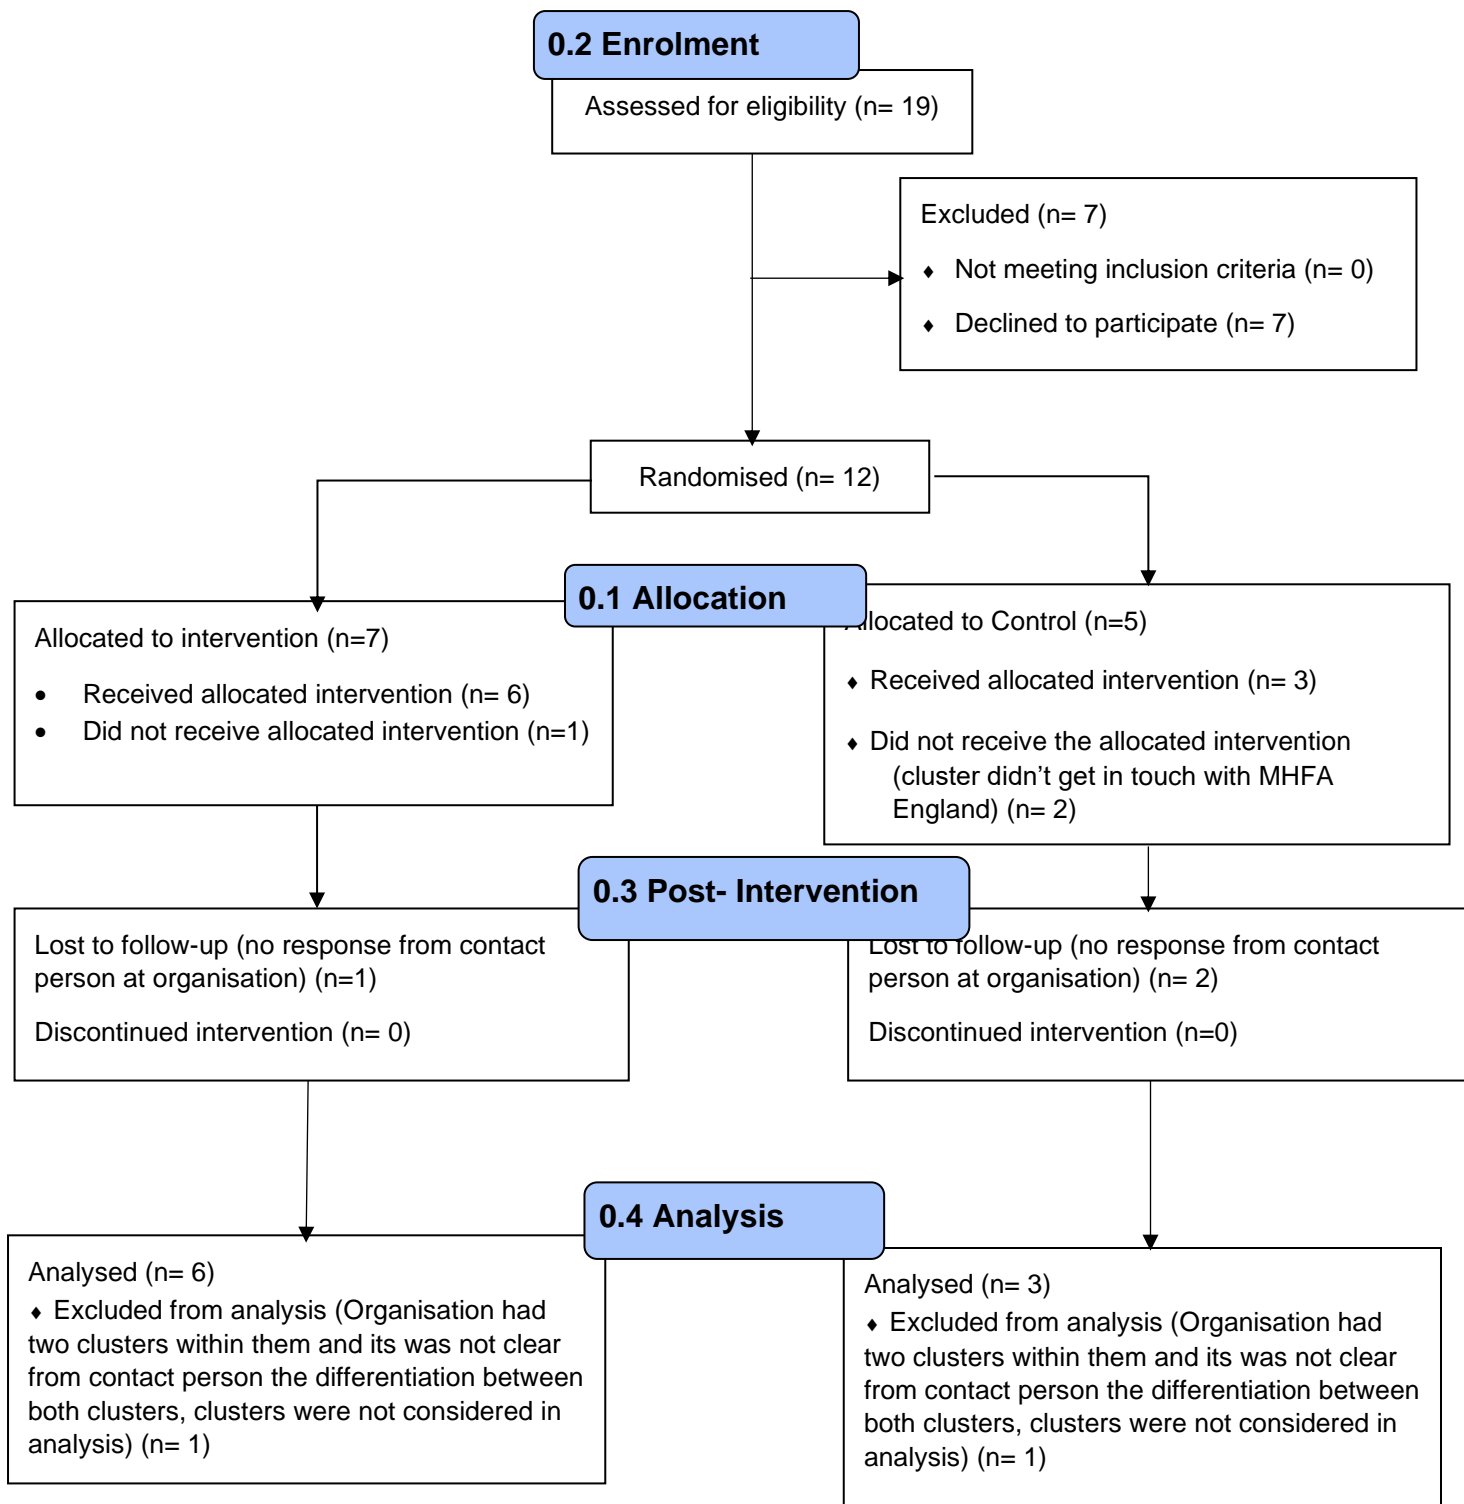 0.2 Enrolment
Assessed for eligibility (n= 19)
Excluded (n= 7)
♦ Not meeting inclusion criteria (n= 0)
♦ Declined to participate (n= 7)
Randomised (n= 12)
0.1 Allocation
Allocated to intervention (n=7)
• Received allocated intervention (n= 6)
• Did not receive allocated intervention (n=1)
Allocated to Control (n=5)
♦ Received allocated intervention (n= 3)
♦ Did not receive the allocated intervention
(cluster didn’t get in touch with MHFA
England) (n= 2)
0.3 Post- Intervention
Lost to follow-up (no response from contact
person at organisation) (n=1)
Discontinued intervention (n= 0)
Lost to follow-up (no response from contact
person at organisation) (n= 2)
Discontinued intervention (n=0)
0.4 Analysis
Analysed (n= 6)
♦ Excluded from analysis (Organisation had
two clusters within them and its was not clear
from contact person the differentiation between
both clusters, clusters were not considered in
analysis) (n= 1)
Analysed (n= 3)
♦ Excluded from analysis (Organisation had
two clusters within them and its was not clear
from contact person the differentiation between
both clusters, clusters were not considered in
analysis) (n= 1)